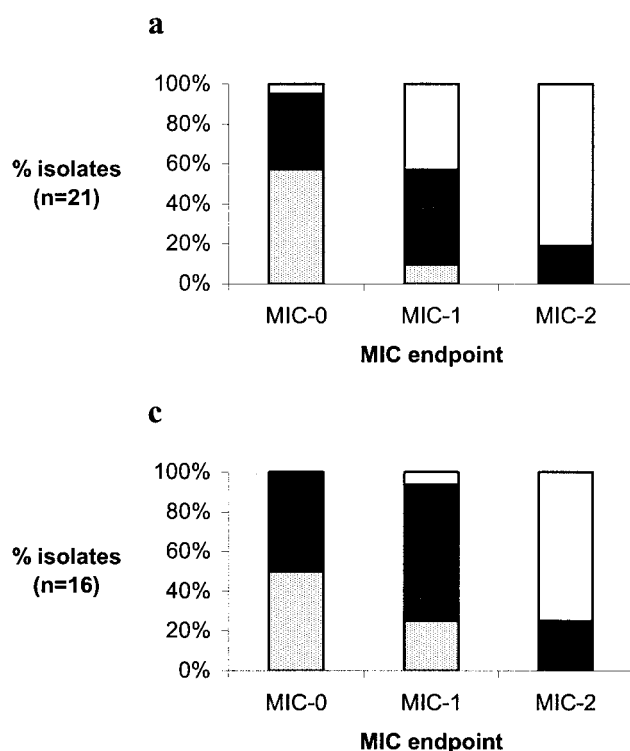 a
100%
80%
% isolates
60%
(n=21)
40%
20%
0%
MIC-0 MIC-1 MIC-2
MIC endpoint
c
100%
80%
% isolates
60%
(n=16)
40%
20%
0%
MIC-0 MIC-1 MIC-2
MIC endpoint